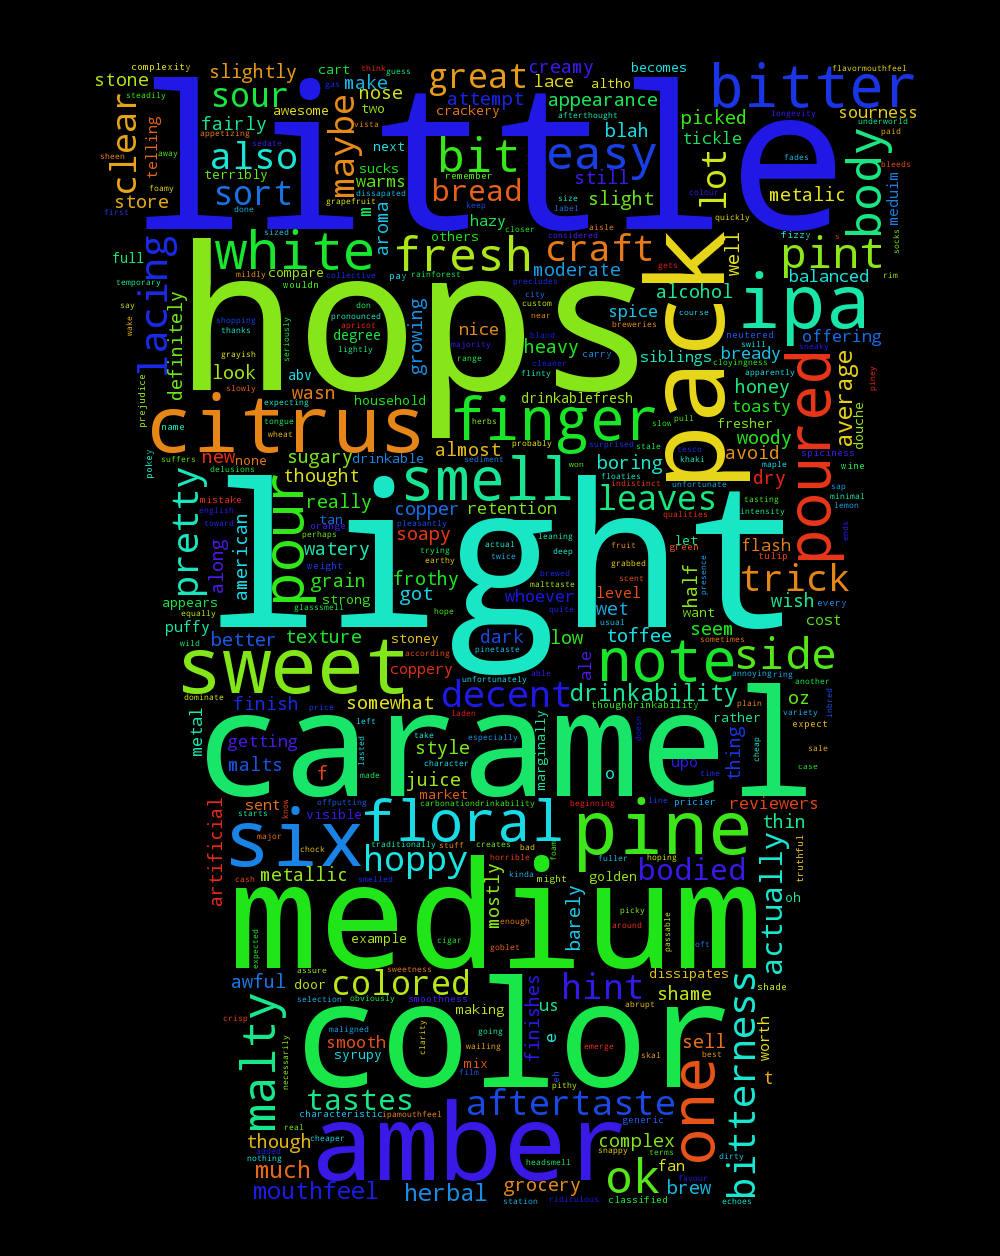 complexity
stone
steadily
slightly
cart
think
guess
make
nose
great
creamy
lace
altho
becomes
flavormouthfeel
bitter
longevity
sourness
underworld
paid
bleeds
clear
sheen
telling
appetizing
sour
awesome
two
vista
gas
maybe
attempt
crackery
afterthought
appearance
picked
tickle
fairly
sedate
little
also
next
bit
easy
blah
lot
fades
body
store
foamy
away
terribly
sort
done
sucks
warms
remember
bread
keep
still
slight
size
label
colour
metalic
meduim
first
sized
grapefruit
dissapated
m
aroma
hazy
closer
considered
aisle
quickly
fizzy
s
socks
full
lacing
white
others
fresh
craft
gets
well
pint
rim
temporary
mildly
compare
collective
wouldn
pay
rainforest
precludes
moderate
balanced
say
wake
definitely
hops
don
custom
city
near
spice
alcohol
course
pack
ipa
offering
shopping
thanks
seriously
pronounced
apricot
degree
lightly
growing
nice
majority
range
bland
cleaner
flinty
heavy
breweries
carry
siblings
swill
neutered
cloyingness
bready
apparently
sneaky
piney
prejudice
grayish
look
slowly
abv
expecting
wasn
household
drinkablefresh
honey
toasty
poured
average
douche
name
citrus
tongue
wheat
herbs
finger
almost
probably
surprised
slow
pull
fresher
woody
stale
pokey
suffers
new
none
delusions
sugary
drinkable
thought
smell
won
floaties
boring
tesco
khaki
maple
avoid
spiciness
wine
unfortunate
dry
sap
minimal
lemon
pretty
mistake
english
toward
pour
really
tan
orange
perhaps
copper
retention
pleasantly
soapy
indistinct
leaves
qualities
tasting
intensity
ends
along
american
watery
weight
light
trying
earthy
actual
twice
leaning
deep
fruit
grabbed
let
green
flash
tulip
grain
strong
frothy
got
malttaste
brewed
whoever
quite
scent
level
wet
usual
half
presence
want
trick
wish
every
appears
equally
puffy
wild
glasssmell
hope
better
texture
stoney
according
dark
pinetaste
low
toffee
seem
sometimes
cost
sweet
coppery
unfortunately
able
ale
note
annoying
ring
side
another
dominate
metal
finish
price
somewhat
laden
decent
drinkability
thoughdrinkability
doesn
rather
plain
variety
oz
expect
inbred
getting
malts
left
lasted
take
character
especially
style
marginally
caramel
thing
upo
time
cheap
sale
case
f
made
juice
market
o
artificial
sent
starts
know
offputting
visible
carbonationdrinkability
beginning
pine
line
pricier
reviewers
thin
six
major
chock
floral
traditionally
stuff
creates
bad
foam
fuller
hoping
truthful
metallic
cash
smelled
hoppy
horrible
kinda
might
golden
bodied
actually
oh
medium
mostly
enough
barely
picky
around
passable
oft
expected
example
cigar
goblet
awful
assure
door
sweetness
colored
hint
dissipates
shame
shade
selection
obviously
smoothness
making
finishes
us
abrupt
crisp
malty
necessarily
maligned
smooth
syrupy
clarity
color
going
wailing
mix
film
e
eh
pithy
emerge
skal
sell
best
one
bitterness
worth
t
tastes
characteristic
ipamouthfeel
aftertaste
generic
real
though
cheaper
added
nothing
amber
snappy
complex
terms
fan
much
headsmell
mouthfeel
herbal
grocery
station
ridiculous
ok
classified
favour
brew
dirty
echoes